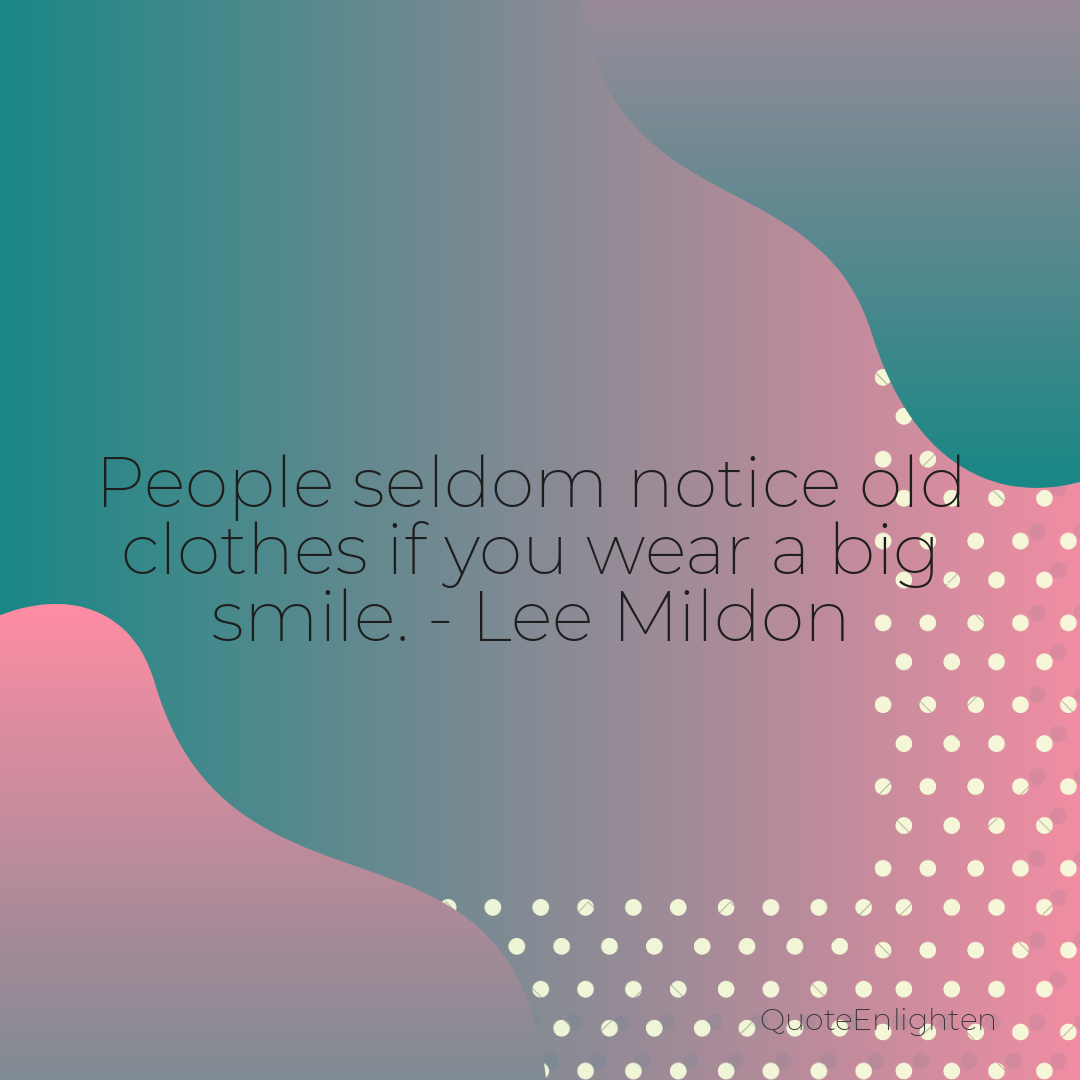 People seldom notice old
clothes if you wear a big
smile. - Lee Mildon
QuoteEnlighten